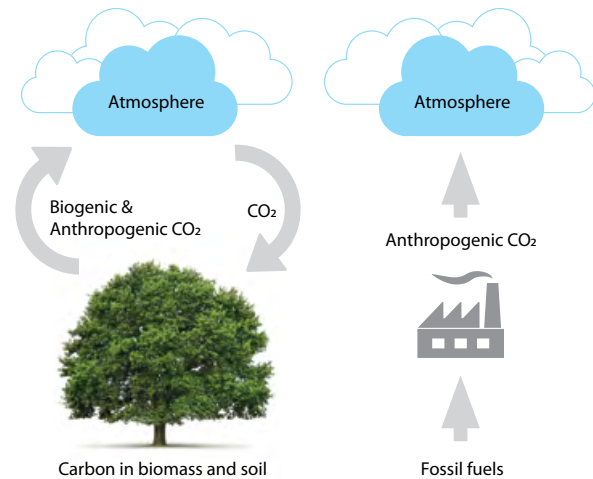 Atmosphere
Biogenic &
Anthropogenic CO₂
CO₂
Carbon in biomass and soil
Atmosphere
Anthropogenic CO₂
Fossil fuels